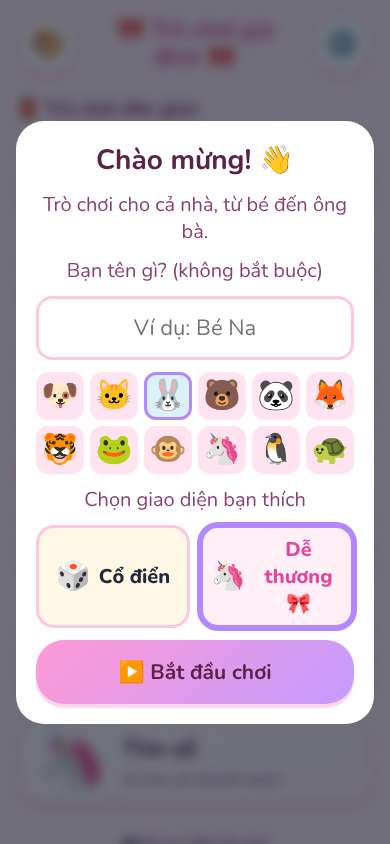 Chào mừng! 👋
Trò chơi cho cả nhà, từ bé đến ông
bà.
Bạn tên gì? (không bắt buộc)
Ví dụ: Bé Na
Chọn giao diện bạn thích
Cổ điển
Dễ
thương
🎀
▶️ Bắt đầu chơi